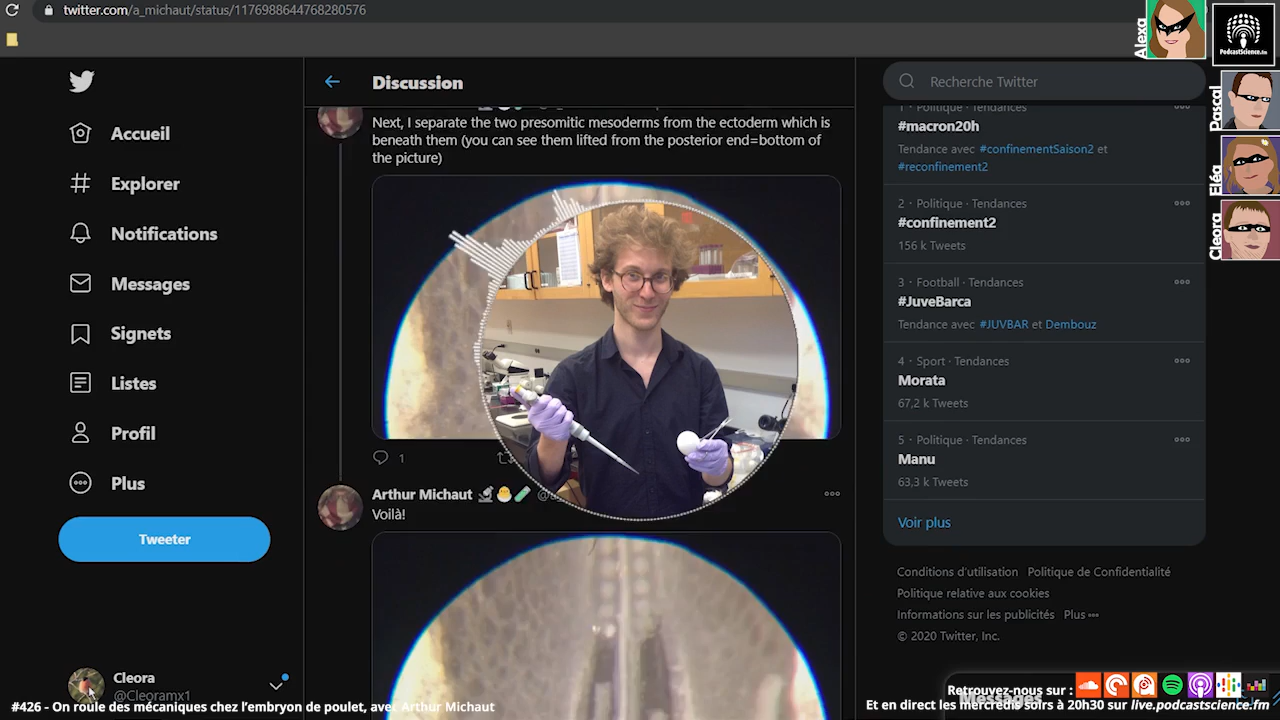 twitter.com/a_michaut/status/1176988644768280576
Alexa
PodcastScience.fm
Pascal
Eléa
Cleora
Accueil
Explorer
Notifications
Messages
Signets
Listes
Profil
Plus
Tweeter
Cleora
@Cleoramx1
Discussion
Next, I separate the two presomitic mesoderms from the ectoderm which is
beneath them (you can see them lifted from the posterior end=bottom of
the picture)
1
Arthur Michaut
Voilà!
Recherche Twitter
1 · Politique · Tendances
#macron20h
Tendance avec #confinementSaison2 et
#reconfinement2
2 · Politique · Tendances
#confinement2
156 k Tweets
3 · Football · Tendances
#JuveBarca
Tendance avec #JUVBAR et Dembouz
4 · Sport · Tendances
Morata
67,2 k Tweets
5 · Politique · Tendances
Manu
63,3 k Tweets
Voir plus
Conditions d'utilisation Politique de Confidentialité
Politique relative aux cookies
Informations sur les publicités Plus
© 2020 Twitter, Inc.
Messages
Retrouvez-nous sur :
#426 - On roule des mécaniques chez l'embryon de poulet, avec Arthur Michaut
Et en direct les mercredis soirs à 20h30 sur live.podcastscience.fm